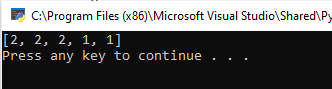 C:\Program Files (x86)\Microsoft Visual Studio\Shared\Py
[2, 2, 2, 1, 1]
Press any key to continue . . .